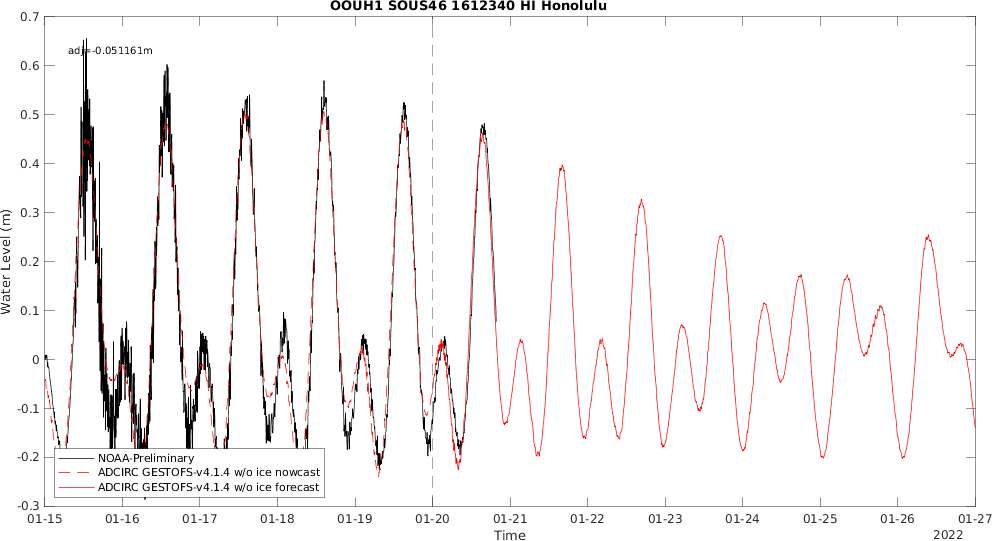 OOUH1 SOUS46 1612340 HI Honolulu
adj=-0.051161m
0.7
0.6
0.5
0.4
0.3
0.2
0.1
0
-0.1
-0.2
-0.3
Water Level (m)
NOAA-Preliminary
ADCIRC GESTOFS-v4.1.4 w/o ice nowcast
ADCIRC GESTOFS-v4.1.4 w/o ice forecast
01-15 01-16 01-17 01-18 01-19 01-20 01-21 01-22 01-23 01-24 01-25 01-26 01-27
Time
2022